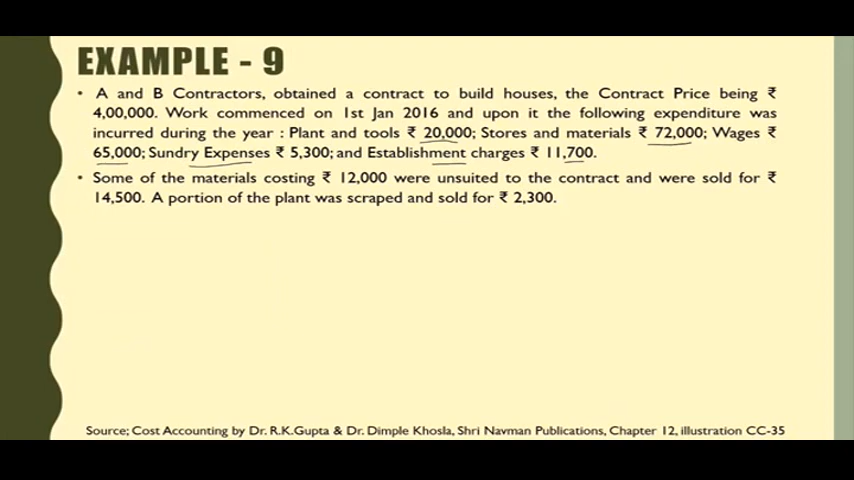 EXAMPLE - 9
• A and B Contractors, obtained a contract to build houses, the Contract Price being ₹
4,00,000. Work commenced on 1st Jan 2016 and upon it the following expenditure was
incurred during the year : Plant and tools ₹ 20,000; Stores and materials ₹ 72,000; Wages ₹
65,000; Sundry Expenses ₹ 5,300; and Establishment charges ₹ 11,700.
• Some of the materials costing ₹ 12,000 were unsuited to the contract and were sold for ₹
14,500. A portion of the plant was scraped and sold for ₹ 2,300.
Source; Cost Accounting by Dr. R.K.Gupta & Dr. Dimple Khosla, Shri Navman Publications, Chapter 12, illustration CC-35